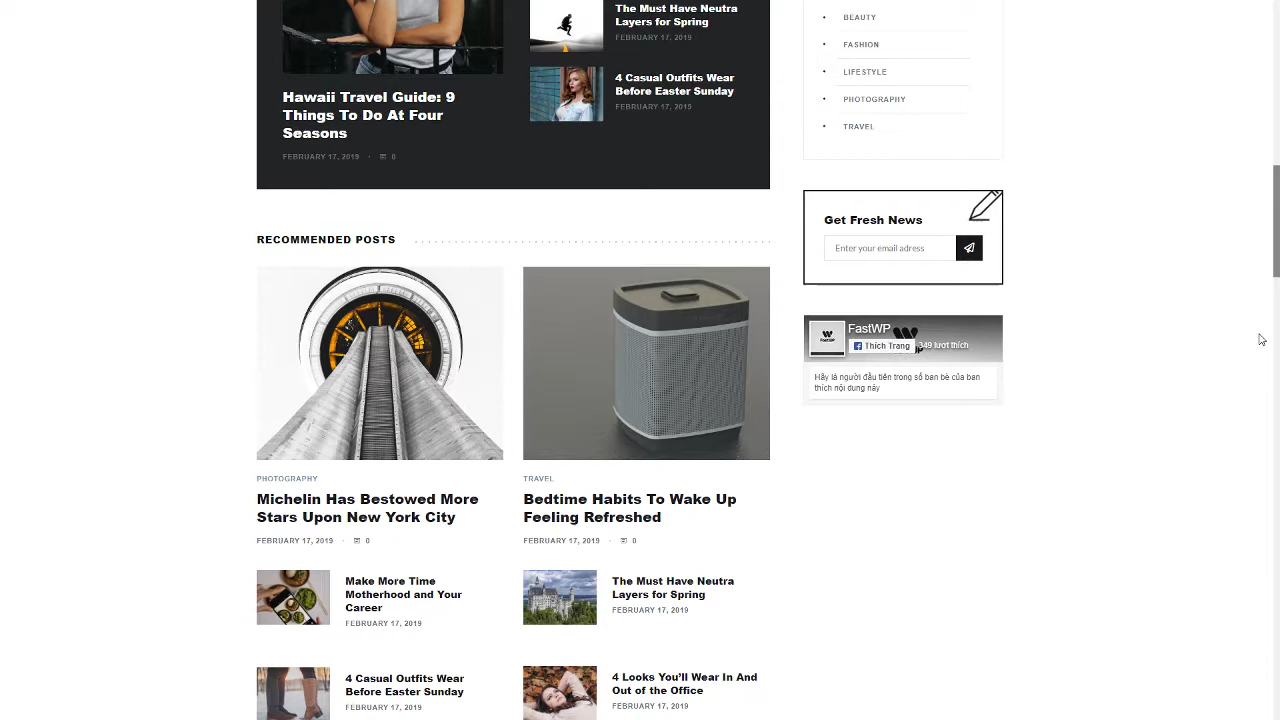 Hawaii Travel Guide: 9
Things To Do At Four
Seasons
FEBRUARY 17, 2019 · 0
The Must Have Neutra
Layers for Spring
FEBRUARY 17, 2019
4 Casual Outfits Wear
Before Easter Sunday
FEBRUARY 17, 2019
RECOMMENDED POSTS
PHOTOGRAPHY
Michelin Has Bestowed More
Stars Upon New York City
FEBRUARY 17, 2019 · 0
TRAVEL
Bedtime Habits To Wake Up
Feeling Refreshed
FEBRUARY 17, 2019 · 0
Make More Time
Motherhood and Your
Career
FEBRUARY 17, 2019
The Must Have Neutra
Layers for Spring
FEBRUARY 17, 2019
4 Casual Outfits Wear
Before Easter Sunday
FEBRUARY 17, 2019
4 Looks You’ll Wear In And
Out of the Office
FEBRUARY 17, 2019
• BEAUTY
• FASHION
• LIFESTYLE
• PHOTOGRAPHY
• TRAVEL
Get Fresh News
Enter your email adress
FastWP
FastWP
Thích Trang
349 lượt thích
Hãy là người đầu tiên trong số bạn bè của bạn
thích nội dung này